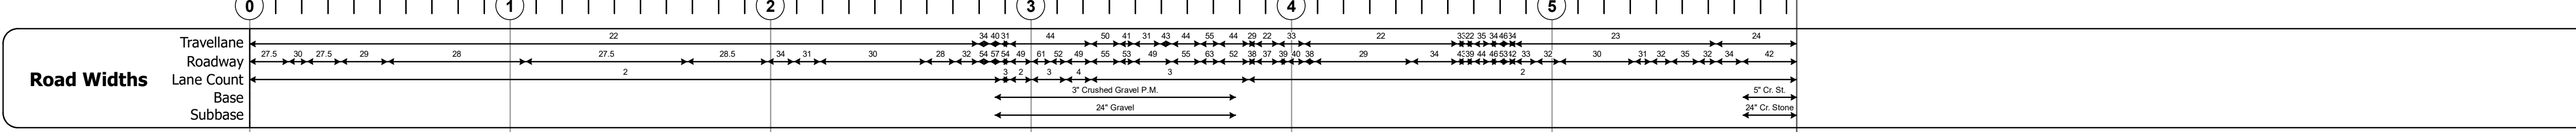 0 1 2 3 4 5
Travellane 22 34 40 31 44 50 41 31 43 44 55 44 29 22 33 22 33 22 35 34 46 34 23 24
Roadway 27.5 30 27.5 29 28 27.5 28.5 34 31 30 28 32 54 57 54 49 61 52 49 55 53 49 55 63 52 38 37 39 40 38 29 34 43 39 44 46 53 42 33 32 30 31 32 35 32 34 42
Road Widths Lane Count 2 3 2 3 4 3 2
Base 3" Crushed Gravel P.M. 5" Cr. St.
Subbase 24" Gravel 24" Cr. Stone